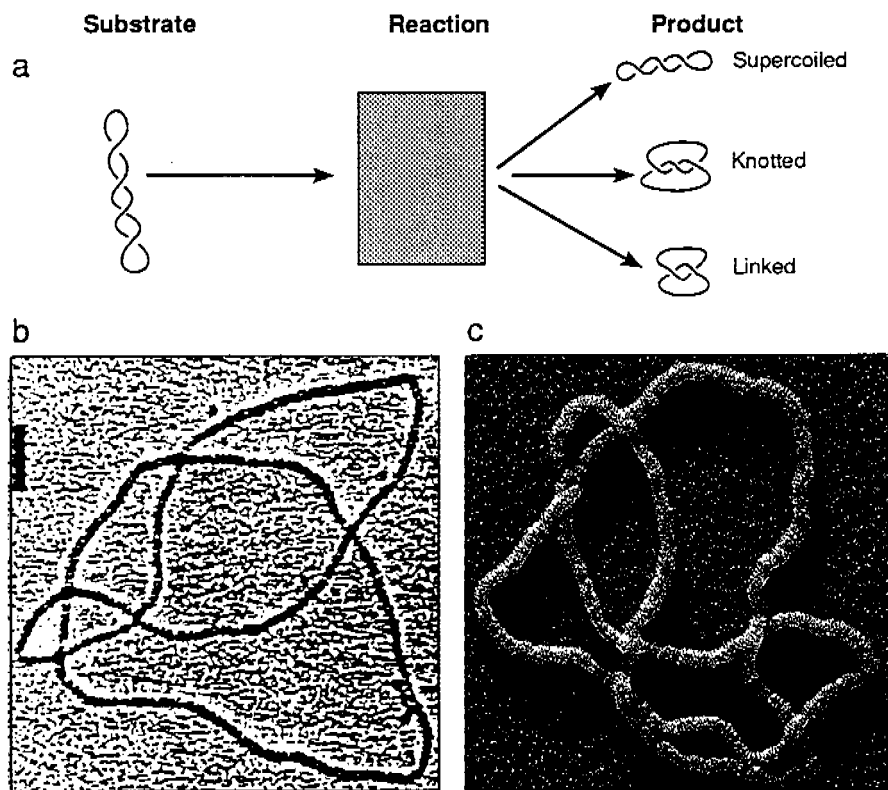 Substrate Reaction Product
a
Supercoiled
Knotted
Linked
b c